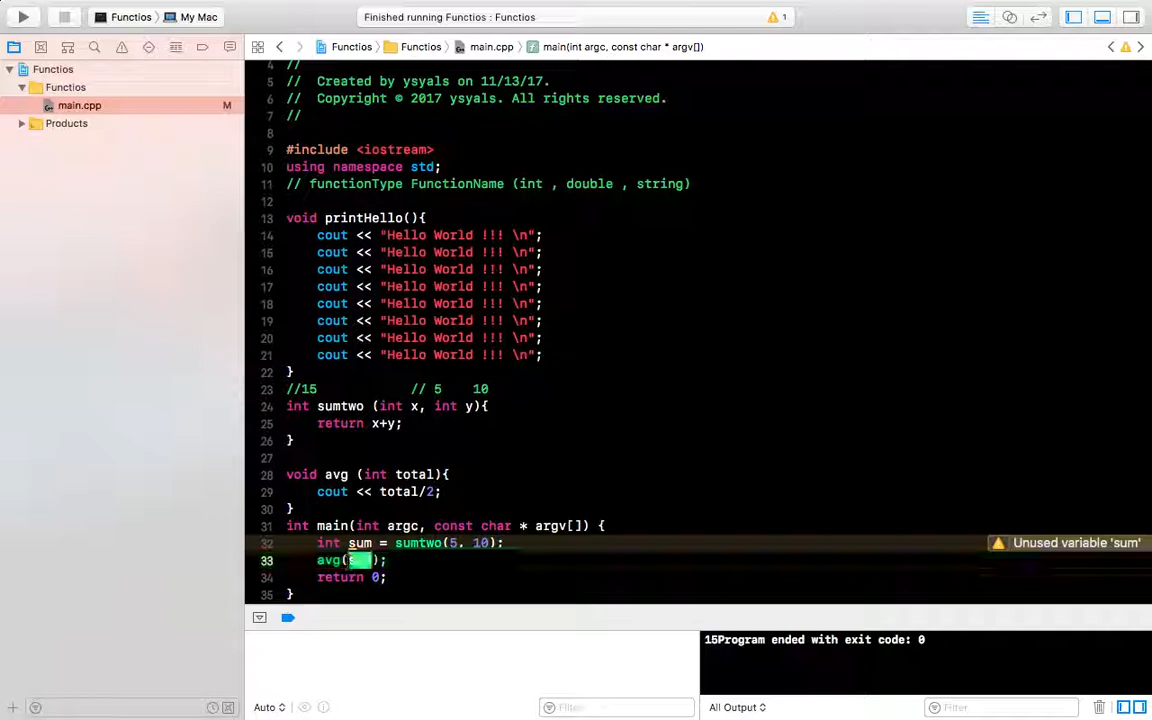 Functios
My Mac
Finished running Functios : Functios
1
Functios
Functios
main.cpp
main(int argc, const char * argv[])
Functios
Functios
main.cpp M
Products
4 //
5 // Created by ysyals on 11/13/17.
6 // Copyright © 2017 ysyals. All rights reserved.
7 //
8
9 #include <iostream>
10 using namespace std;
11 // functionType FunctionName (int , double , string)
12
13 void printHello(){
14 cout << "Hello World !!! \n";
15 cout << "Hello World !!! \n";
16 cout << "Hello World !!! \n";
17 cout << "Hello World !!! \n";
18 cout << "Hello World !!! \n";
19 cout << "Hello World !!! \n";
20 cout << "Hello World !!! \n";
21 cout << "Hello World !!! \n";
22 }
23 //15 // 5 10
24 int sumtwo (int x, int y){
25 return x+y;
26 }
27
28 void avg (int total){
29 cout << total/2;
30 }
31 int main(int argc, const char * argv[]) {
32 int sum = sumtwo(5, 10); Unused variable 'sum'
33 avg( );
34 return 0;
35 }
15Program ended with exit code: 0
Auto
Filter
All Output
Filter